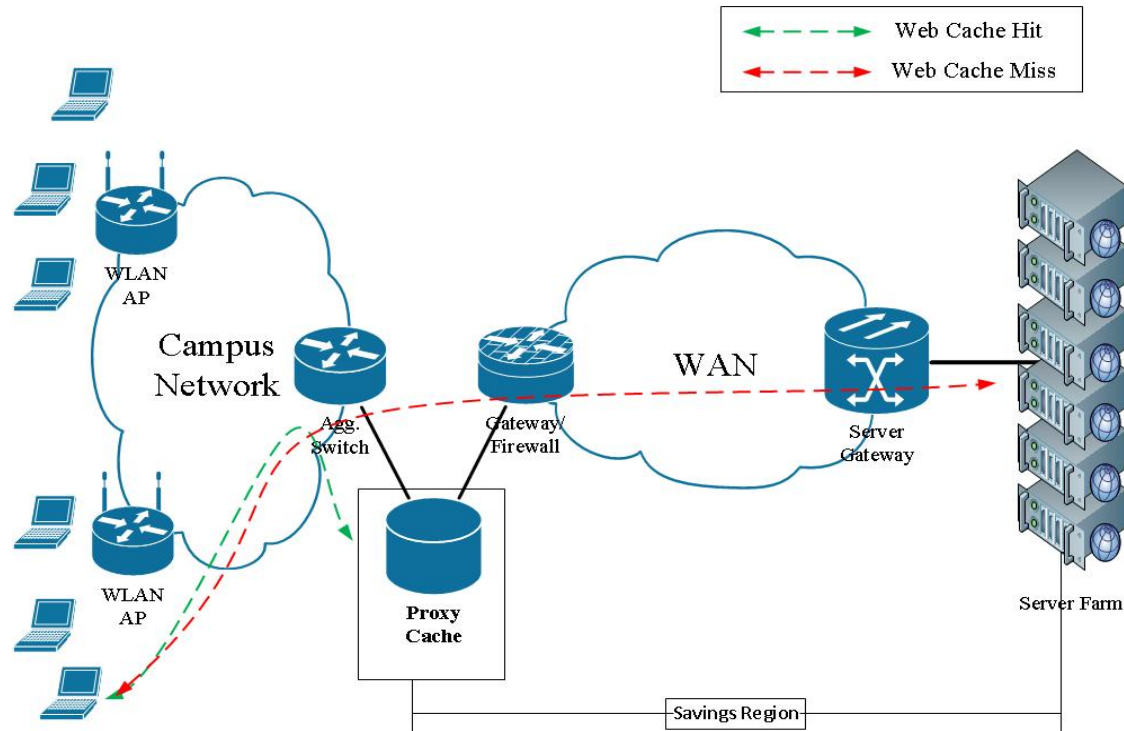 Web Cache Hit
Web Cache Miss
WLAN
AP
Campus
Network
WAN
Agg.
Switch
Gateway/
Firewall
Server
Gateway
WLAN
AP
Proxy
Cache
Server Farm
Savings Region